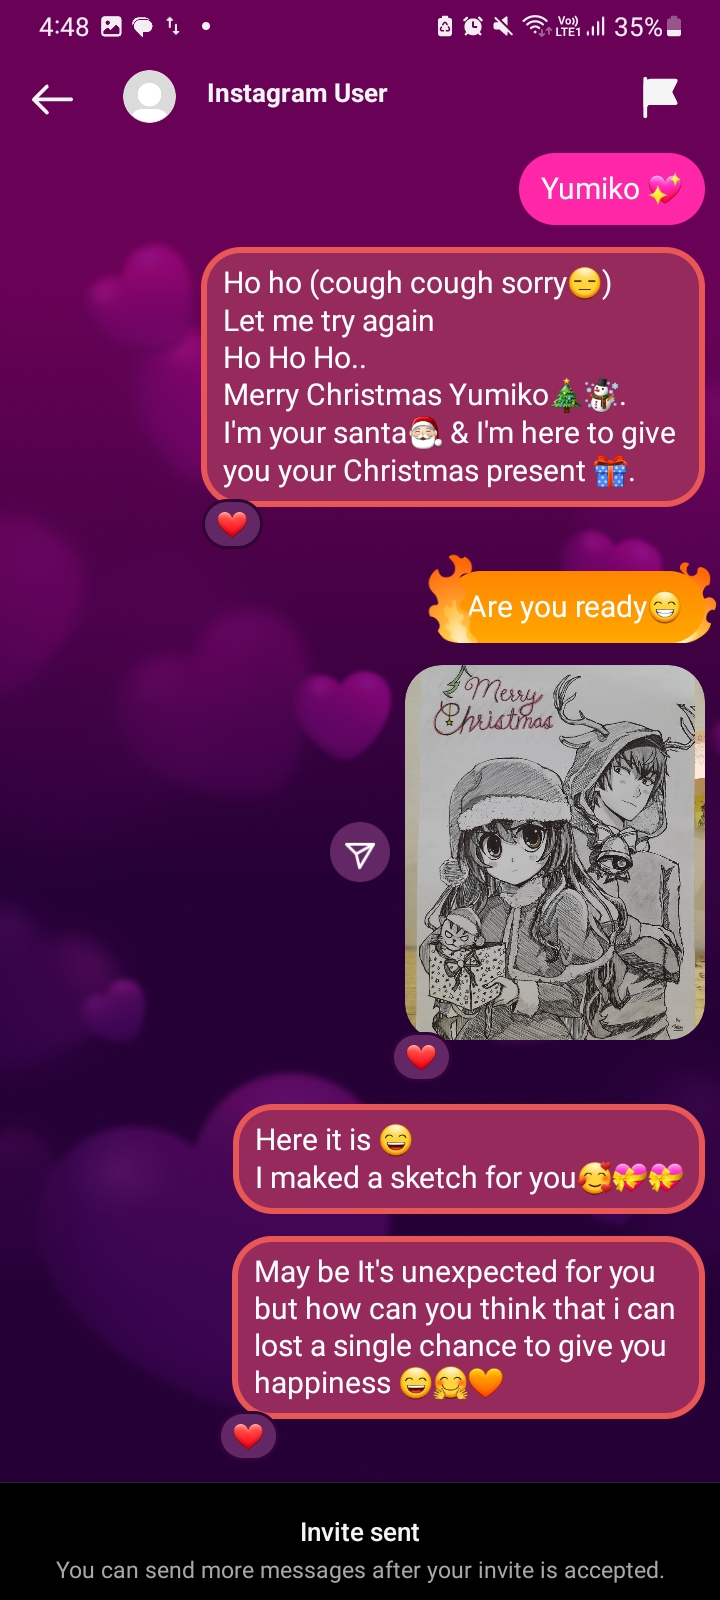 4:48 Vo) LTE1 35%
Instagram User
Yumiko 💖
Ho ho (cough cough sorry😑)
Let me try again
Ho Ho Ho..
Merry Christmas Yumiko🎄☃️.
I'm your santa🎅🏻 & I'm here to give
you your Christmas present 🎁.
❤️
Are you ready😁
Merry
Christmas
❤️
Here it is 😄
I maked a sketch for you🥰💝💝
May be It's unexpected for you
but how can you think that i can
lost a single chance to give you
happiness 😄🤗🧡
❤️
Invite sent
You can send more messages after your invite is accepted.